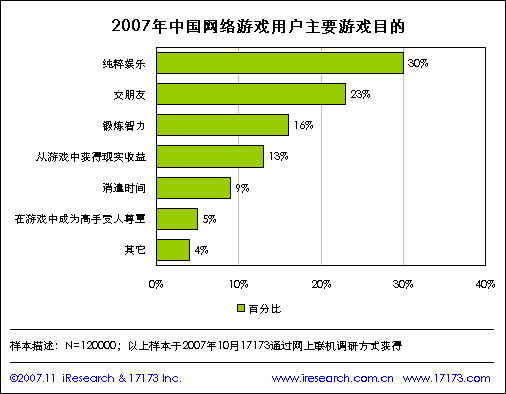 2007年中国网络游戏用户主要游戏目的
纯粹娱乐 30%
交朋友 23%
锻炼智力 16%
从游戏中获得现实收益 13%
消遣时间 9%
在游戏中成为高手受人尊重 5%
其它 4%
0% 10% 20% 30% 40%
百分比
样本描述：N=120000；以上样本于2007年10月17173通过网上联机调研方式获得
©2007.11 iResearch & 17173 Inc. www.iresearch.com.cn www.17173.com